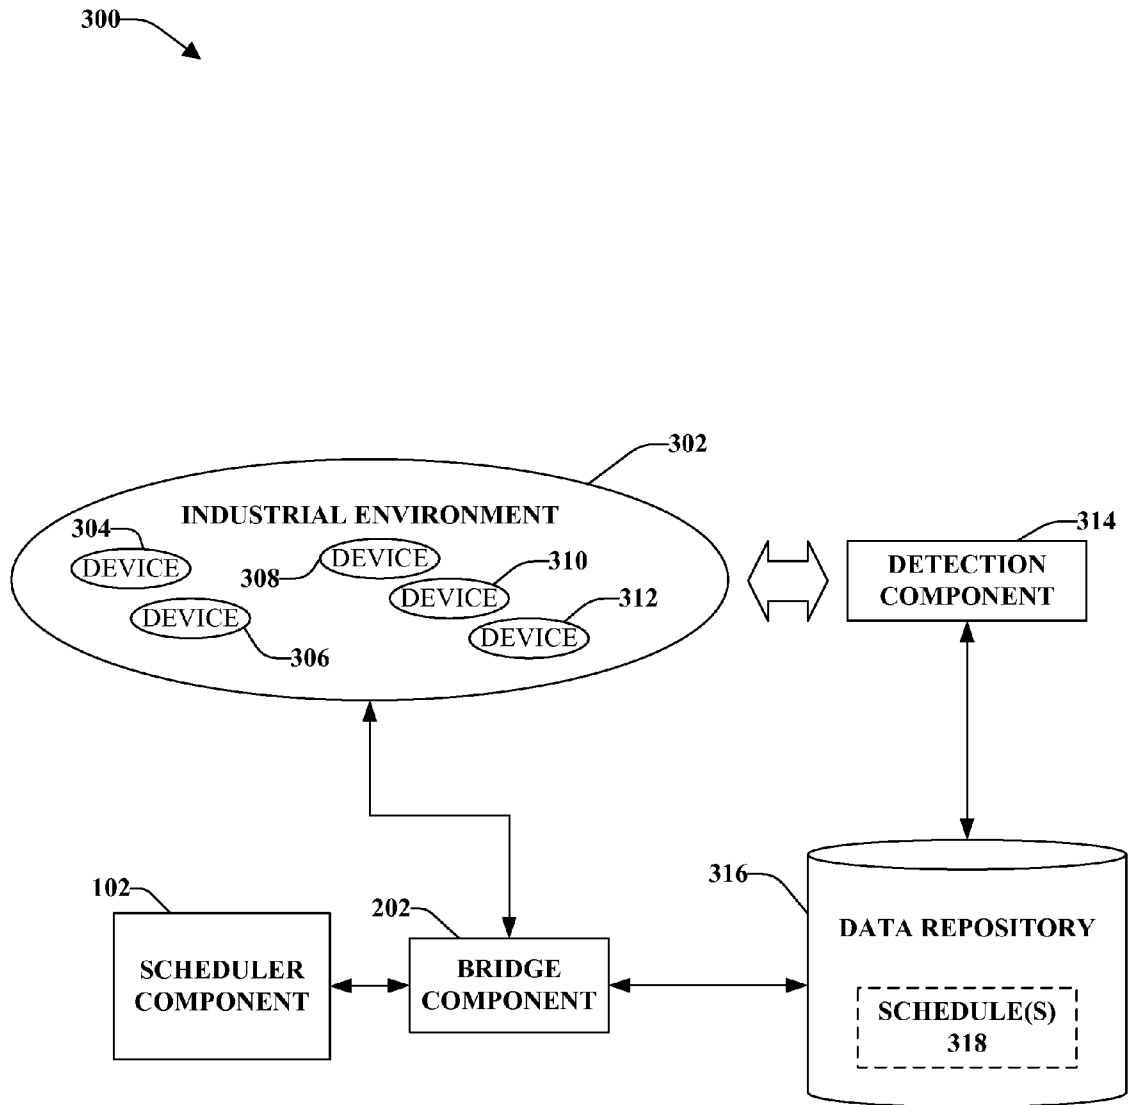 300
302
INDUSTRIAL ENVIRONMENT
304
DEVICE
308
DEVICE
310
DEVICE
312
DEVICE
DEVICE
306
314
DETECTION
COMPONENT
102
SCHEDULER
COMPONENT
202
BRIDGE
COMPONENT
316
DATA REPOSITORY
SCHEDULE(S)
318